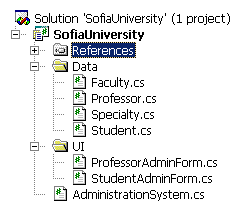 Solution 'SofiaUniversity' (1 project)
SofiaUniversity
References
Data
Faculty.cs
Professor.cs
Specialty.cs
Student.cs
UI
ProfessorAdminForm.cs
StudentAdminForm.cs
AdministrationSystem.cs